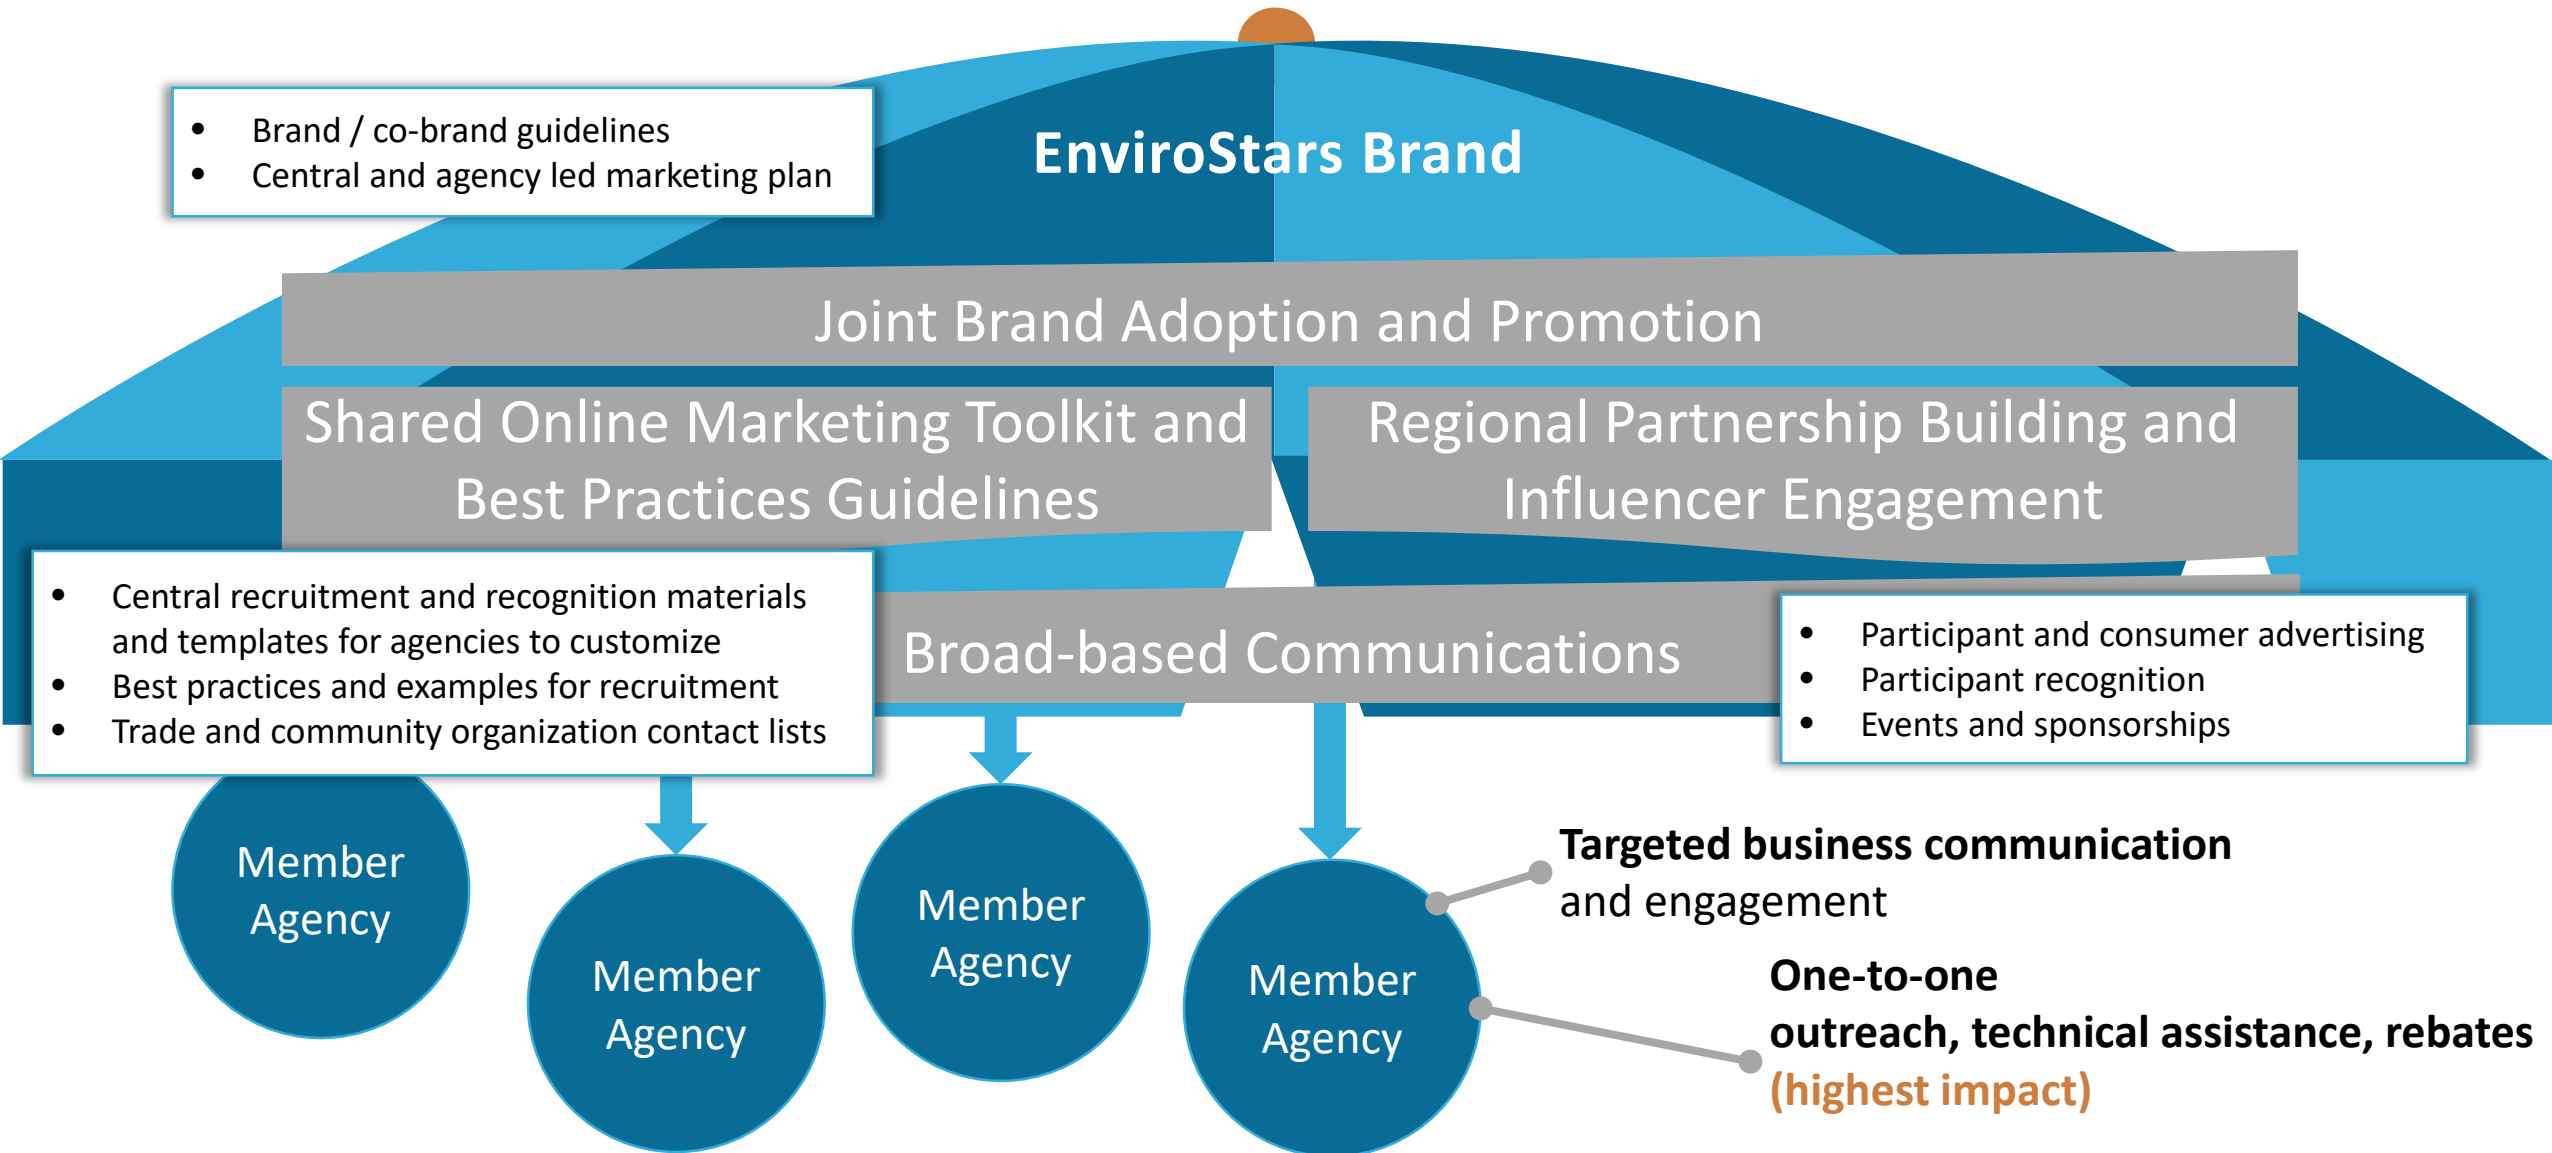 • Brand / co-brand guidelines
• Central and agency led marketing plan
EnviroStars Brand
Joint Brand Adoption and Promotion
Shared Online Marketing Toolkit and
Best Practices Guidelines
Regional Partnership Building and
Influencer Engagement
• Central recruitment and recognition materials
and templates for agencies to customize
• Best practices and examples for recruitment
• Trade and community organization contact lists
Broad-based Communications
• Participant and consumer advertising
• Participant recognition
• Events and sponsorships
Member
Agency
Member
Agency
Member
Agency
Member
Agency
Targeted business communication
and engagement
One-to-one
outreach, technical assistance, rebates
(highest impact)